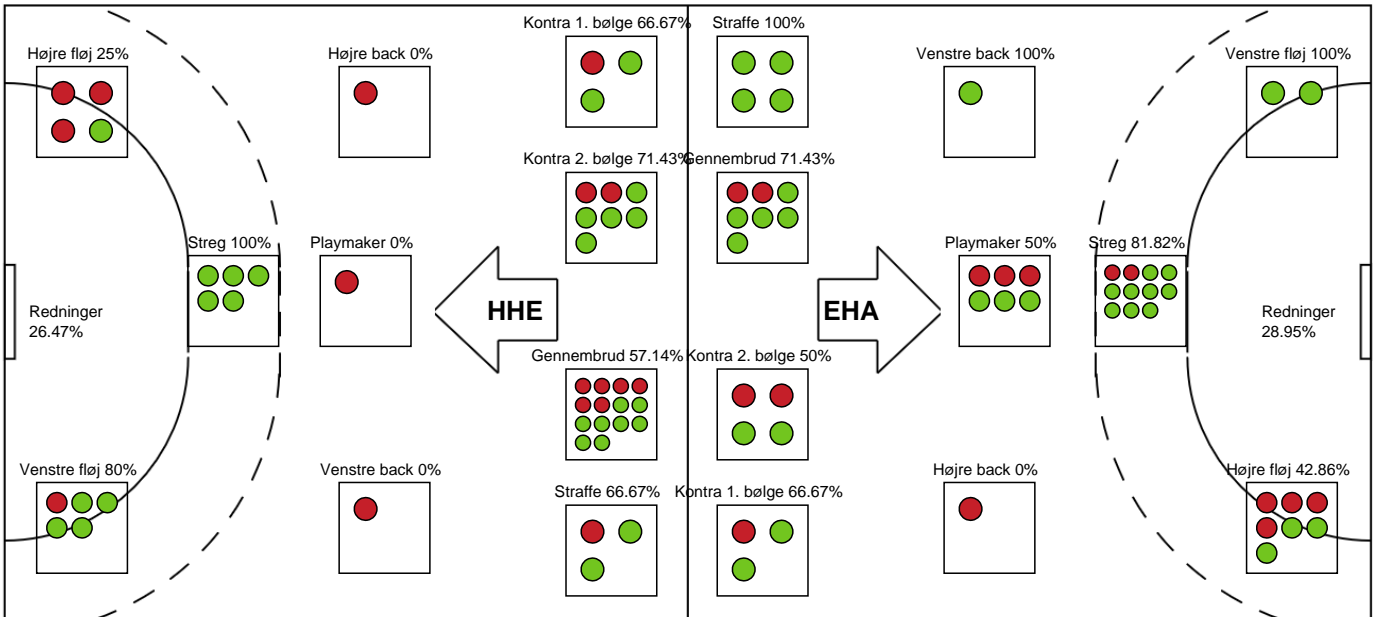 Kontra 1. bølge 66.67%
Straffe 100%
Højre fløj 25%
Højre back 0%
Venstre back 100%
Venstre fløj 100%
Kontra 2. bølge 71.43%
Gennembrud 71.43%
Streg 100%
Playmaker 0%
Playmaker 50%
Streg 81.82%
Redninger
26.47%
HHE
EHA
Redninger
28.95%
Gennembrud 57.14%
Kontra 2. bølge 50%
Venstre fløj 80%
Venstre back 0%
Højre back 0%
Højre fløj 42.86%
Straffe 66.67%
Kontra 1. bølge 66.67%